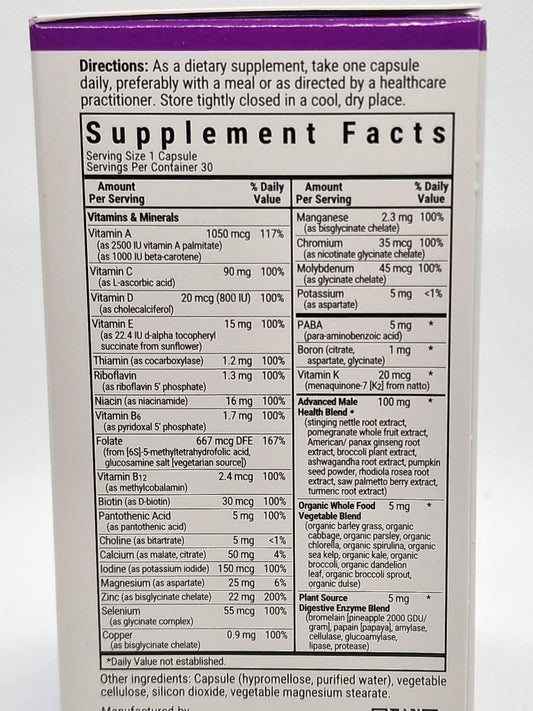 Directions: As a dietary supplement, take one capsule
daily, preferably with a meal or as directed by a healthcare
practitioner. Store tightly closed in a cool, dry place.
Supplement Facts
Serving Size 1 Capsule
Servings Per Container 30
Amount Per Serving % Daily Value
Vitamins & Minerals
Vitamin A 1050 mcg 117%
(as 2500 IU vitamin A palmitate)
(as 1000 IU beta-carotene)
Vitamin C 90 mg 100%
(as L-ascorbic acid)
Vitamin D 20 mcg (800 IU) 100%
(as cholecalciferol)
Vitamin E 15 mg 100%
(as 22.4 IU d-alpha tocopheryl
succinate from sunflower)
Thiamin (as cocarboxylase) 1.2 mg 100%
Riboflavin 1.3 mg 100%
(as riboflavin 5' phosphate)
Niacin (as niacinamide) 16 mg 100%
Vitamin B6 1.7 mg 100%
(as pyridoxal 5' phosphate)
Folate 667 mcg DFE 167%
(from [6S]-5-methyltetrahydrofolic acid,
glucosamine salt [vegetarian source])
Vitamin B12 2.4 mcg 100%
(as methylcobalamin)
Biotin (as D-biotin) 30 mcg 100%
Pantothenic Acid 5 mg 100%
(as pantothenic acid)
Choline (as bitartrate) 5 mg <1%
Calcium (as malate, citrate) 50 mg 4%
Iodine (as potassium iodide) 150 mcg 100%
Magnesium (as aspartate) 25 mg 6%
Zinc (as bisglycinate chelate) 22 mg 200%
Selenium 55 mcg 100%
(as glycinate complex)
Copper 0.9 mg 100%
(as bisglycinate chelate)
Amount Per Serving % Daily Value
Manganese 2.3 mg 100%
(as bisglycinate chelate)
Chromium 35 mcg 100%
(as nicotinate glycinate chelate)
Molybdenum 45 mcg 100%
(as glycinate chelate)
Potassium 5 mg <1%
(as aspartate)
PABA 5 mg *
(para-aminobenzoic acid)
Boron (citrate, 1 mg *
aspartate, glycinate)
Vitamin K 20 mcg *
(menaquinone-7 [K2] from natto)
Advanced Male 100 mg *
Health Blend +
(stinging nettle root extract,
pomegranate whole fruit extract,
American/ panax ginseng root
extract, broccoli plant extract,
ashwagandha root extract, pumpkin
seed powder, rhodiola rosea root
extract, saw palmetto berry extract,
turmeric root extract)
Organic Whole Food 5 mg *
Vegetable Blend
(organic barley grass, organic
cabbage, organic parsley, organic
chlorella, organic spirulina, organic
sea kelp, organic kale, organic
broccoli, organic dandelion
leaf, organic broccoli sprout,
organic dulse)
Plant Source 5 mg *
Digestive Enzyme Blend
(bromelain [pineapple 2000 GDU/
gram], papain [papaya], amylase,
cellulase, glucoamylase,
lipase, protease)
*Daily Value not established.
Other ingredients: Capsule (hypromellose, purified water), vegetable
cellulose, silicon dioxide, vegetable magnesium stearate.
Manufactured by